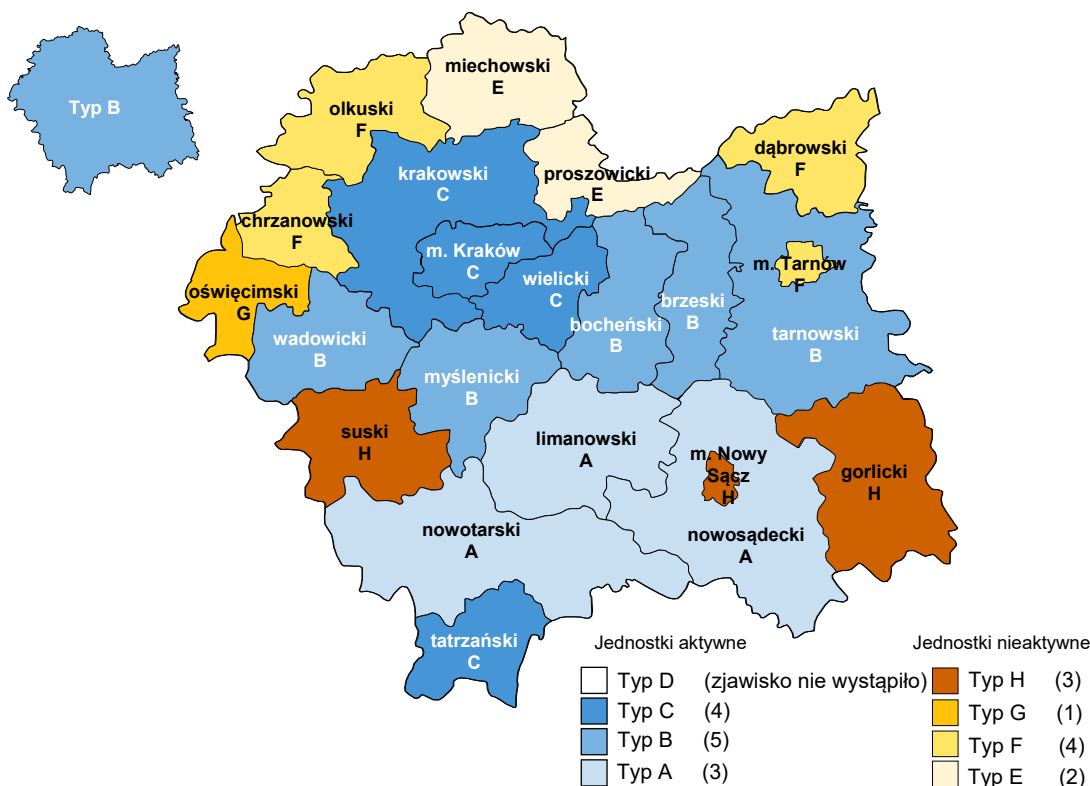 Typ B
miechowski
E
olkuski
F
dąbrowski
F
krakowski
C
proszowicki
E
chrzanowski
F
m. Kraków
C
m. Tarnów
F
wielicki
C
oświęcimski
G
brzeski
B
bocheński
B
tarnowski
B
wadowicki
B
myślenicki
B
suski
H
limanowski
A
m. Nowy
Sącz
H
gorlicki
H
nowotarski
A
nowosądecki
A
tatrzański
C
Jednostki aktywne
Typ D (zjawisko nie wystąpiło)
Typ C (4)
Typ B (5)
Typ A (3)
Jednostki nieaktywne
Typ H (3)
Typ G (1)
Typ F (4)
Typ E (2)